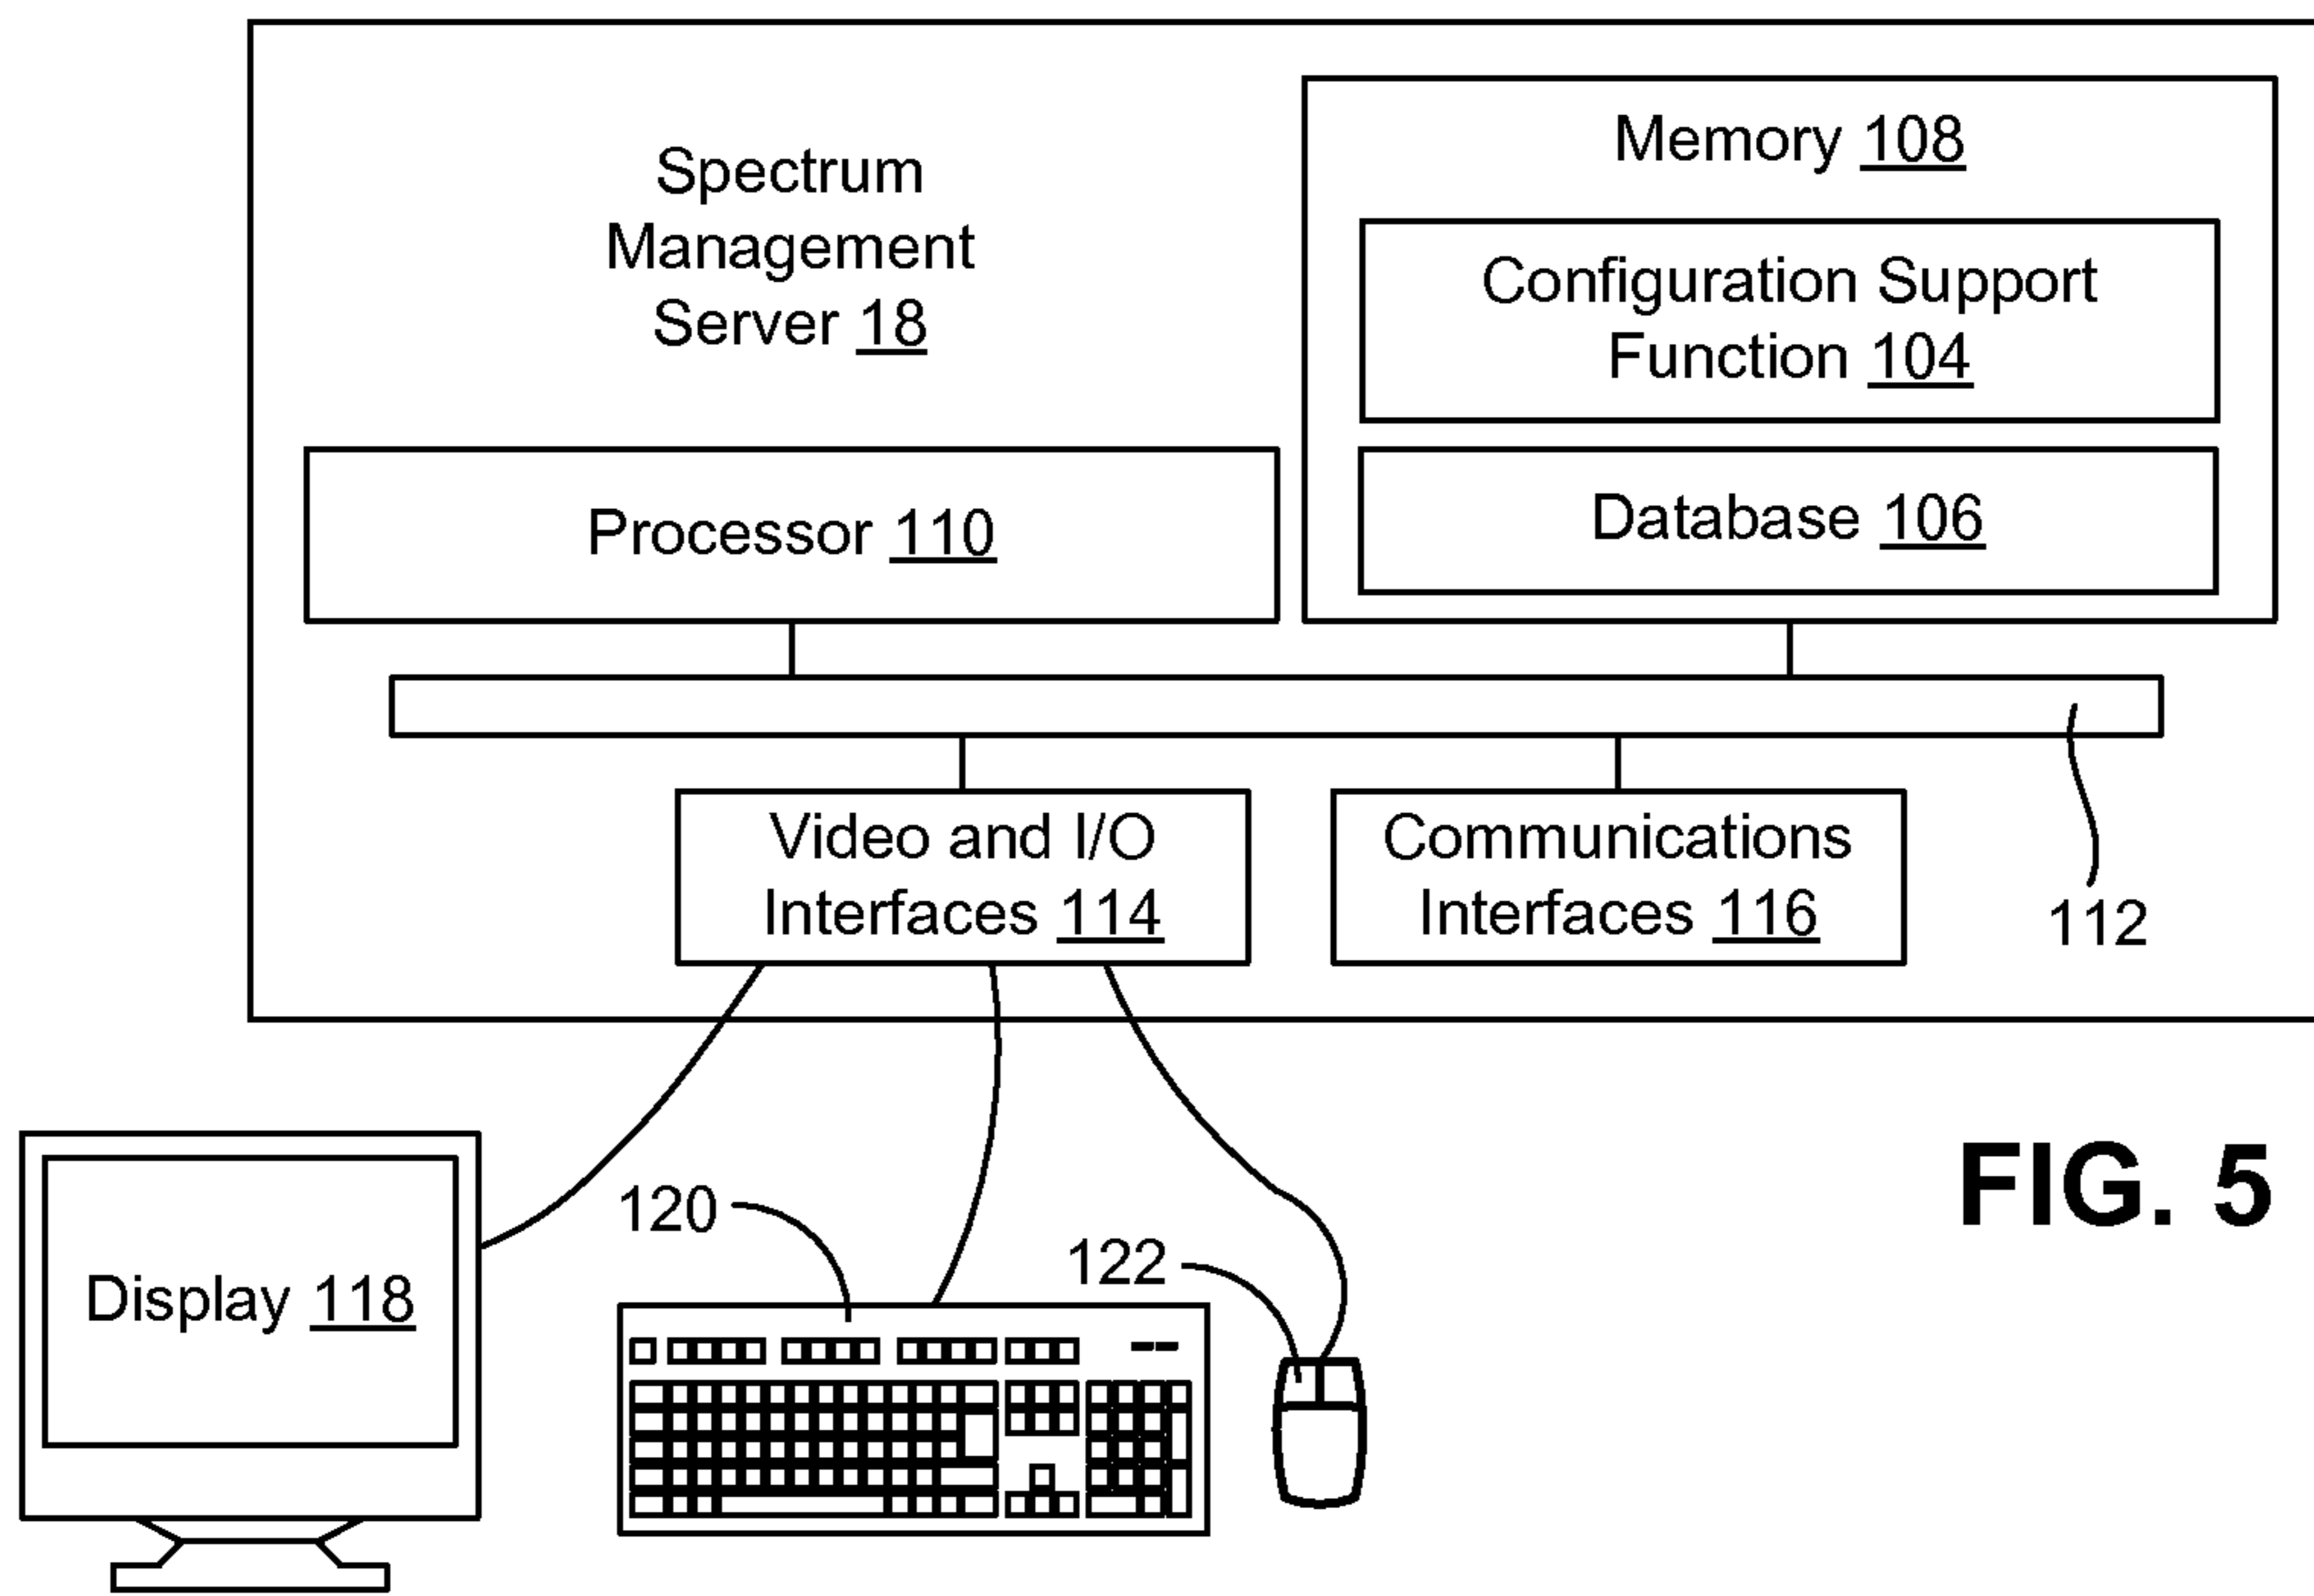 Spectrum
Management
Server 18
Memory 108
Configuration Support
Function 104
Database 106
Processor 110
Video and I/O
Interfaces 114
Communications
Interfaces 116
112
Display 118
120
122
FIG. 5